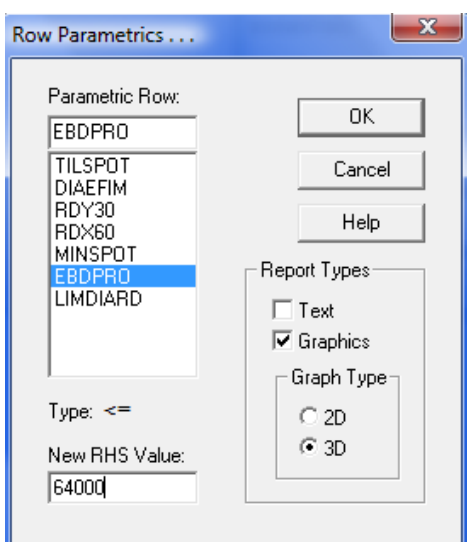 Row Parametrics . . .
Parametric Row:
EBDPRO
TILSPOT
DIAEFIM
RDY30
RDX60
MINSPOT
EBDPRO
LIMDIARD
Type: <=
New RHS Value:
64000
OK
Cancel
Help
Report Types
Text
Graphics
Graph Type
2D
3D